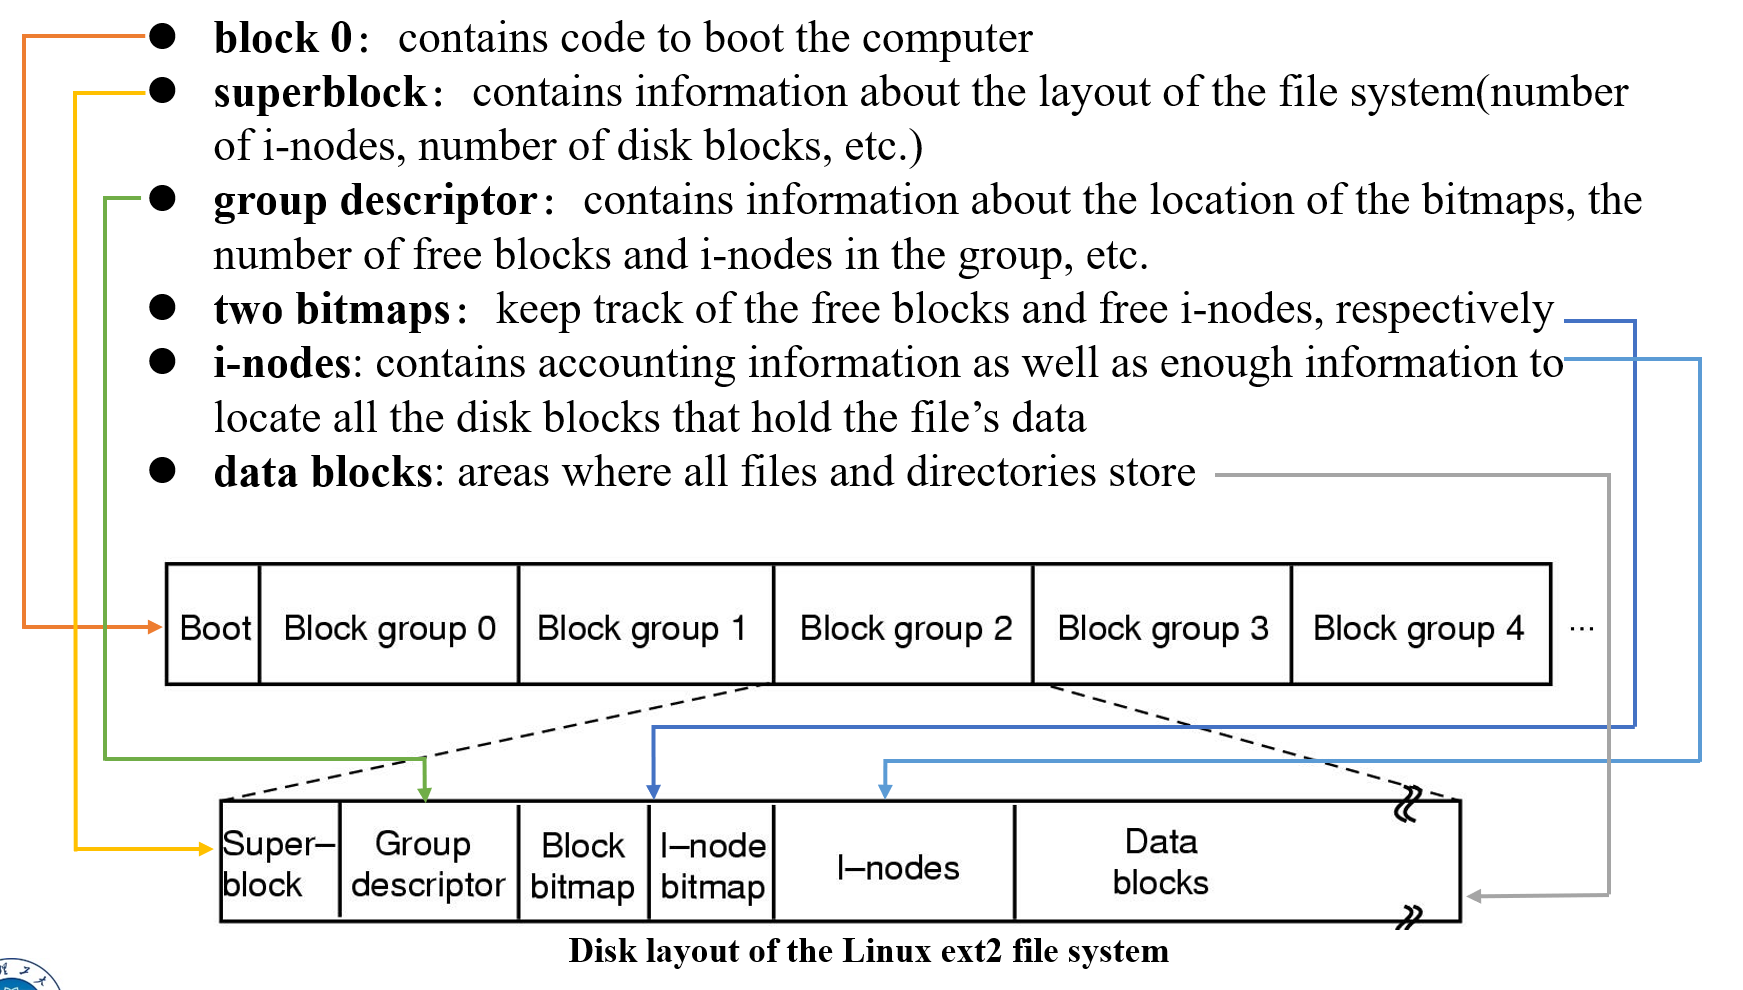 ● block 0：contains code to boot the computer
● superblock：contains information about the layout of the file system(number
of i-nodes, number of disk blocks, etc.)
● group descriptor：contains information about the location of the bitmaps, the
number of free blocks and i-nodes in the group, etc.
● two bitmaps：keep track of the free blocks and free i-nodes, respectively
● i-nodes: contains accounting information as well as enough information to
locate all the disk blocks that hold the file’s data
● data blocks: areas where all files and directories store
Boot
Block group 0
Block group 1
Block group 2
Block group 3
Block group 4
...
Super–
block
Group
descriptor
Block
bitmap
I–node
bitmap
I–nodes
Data
blocks
Disk layout of the Linux ext2 file system